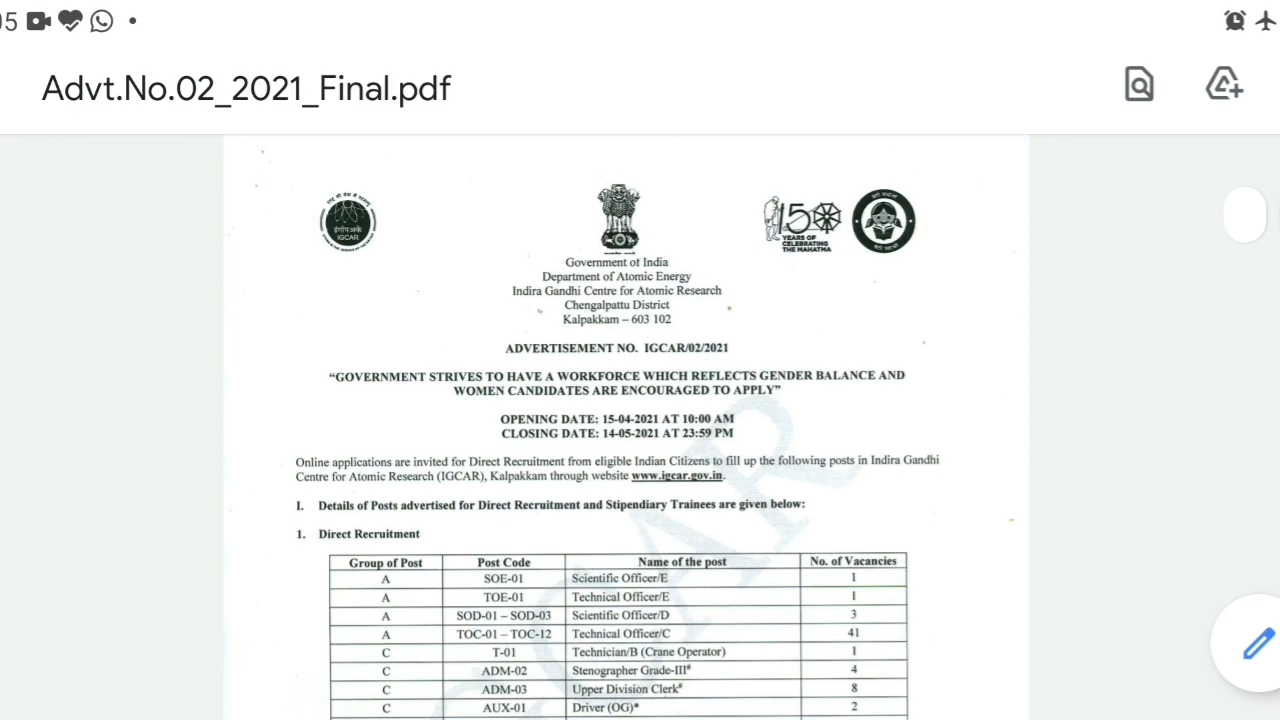 05
Advt.No.02_2021_Final.pdf
इंगांपअकें
IGCAR
150
YEARS OF
CELEBRATING
THE MAHATMA
Government of India
Department of Atomic Energy
Indira Gandhi Centre for Atomic Research
Chengalpattu District
Kalpakkam – 603 102
ADVERTISEMENT NO. IGCAR/02/2021
“GOVERNMENT STRIVES TO HAVE A WORKFORCE WHICH REFLECTS GENDER BALANCE AND
WOMEN CANDIDATES ARE ENCOURAGED TO APPLY”
OPENING DATE: 15-04-2021 AT 10:00 AM
CLOSING DATE: 14-05-2021 AT 23:59 PM
Online applications are invited for Direct Recruitment from eligible Indian Citizens to fill up the following posts in Indira Gandhi
Centre for Atomic Research (IGCAR), Kalpakkam through website www.igcar.gov.in.
I. Details of Posts advertised for Direct Recruitment and Stipendiary Trainees are given below:
1. Direct Recruitment
Group of Post Post Code Name of the post No. of Vacancies
A SOE-01 Scientific Officer/E 1
A TOE-01 Technical Officer/E 1
A SOD-01 – SOD-03 Scientific Officer/D 3
A TOC-01 – TOC-12 Technical Officer/C 41
C T-01 Technician/B (Crane Operator) 1
C ADM-02 Stenographer Grade-III# 4
C ADM-03 Upper Division Clerk# 8
C AUX-01 Driver (OG)* 2